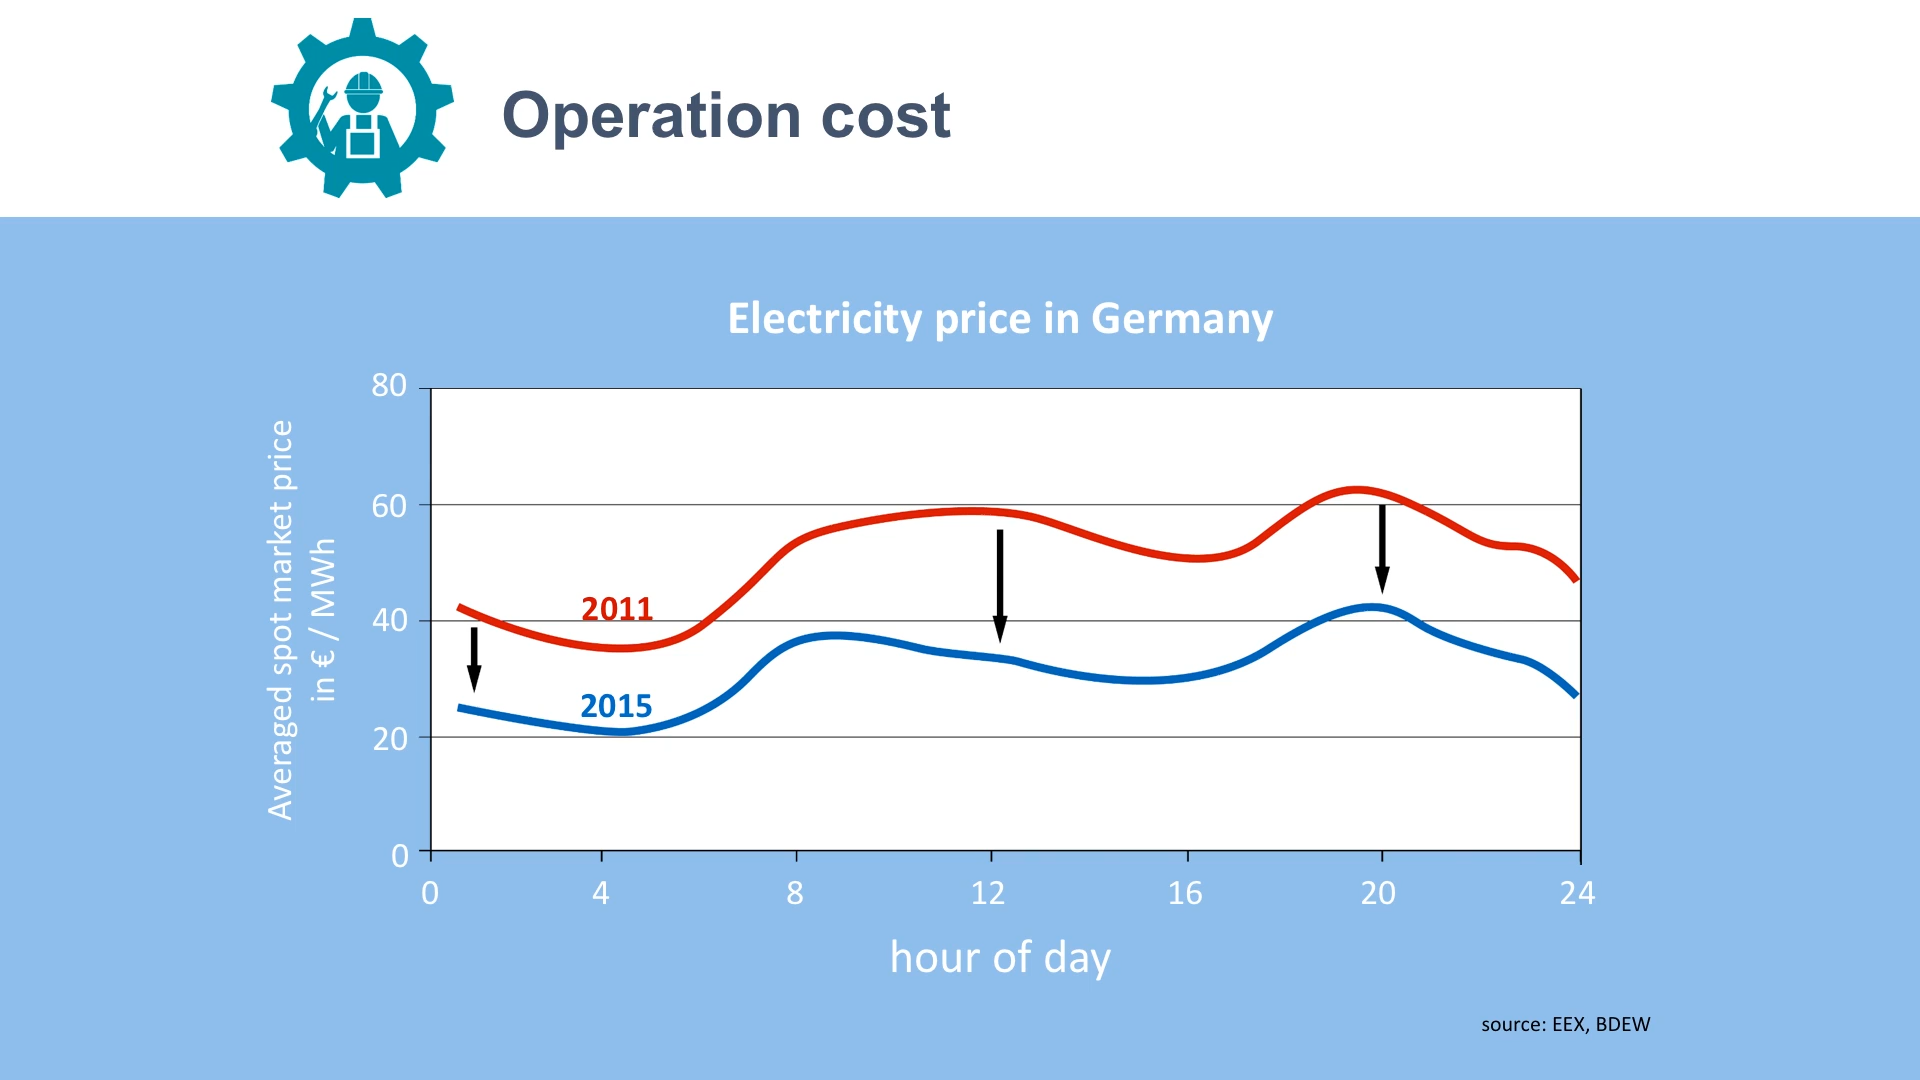 Operation cost
Electricity price in Germany
Averaged spot market price
in € / MWh
80
60
40
20
0
2011
2015
0 4 8 12 16 20 24
hour of day
source: EEX, BDEW